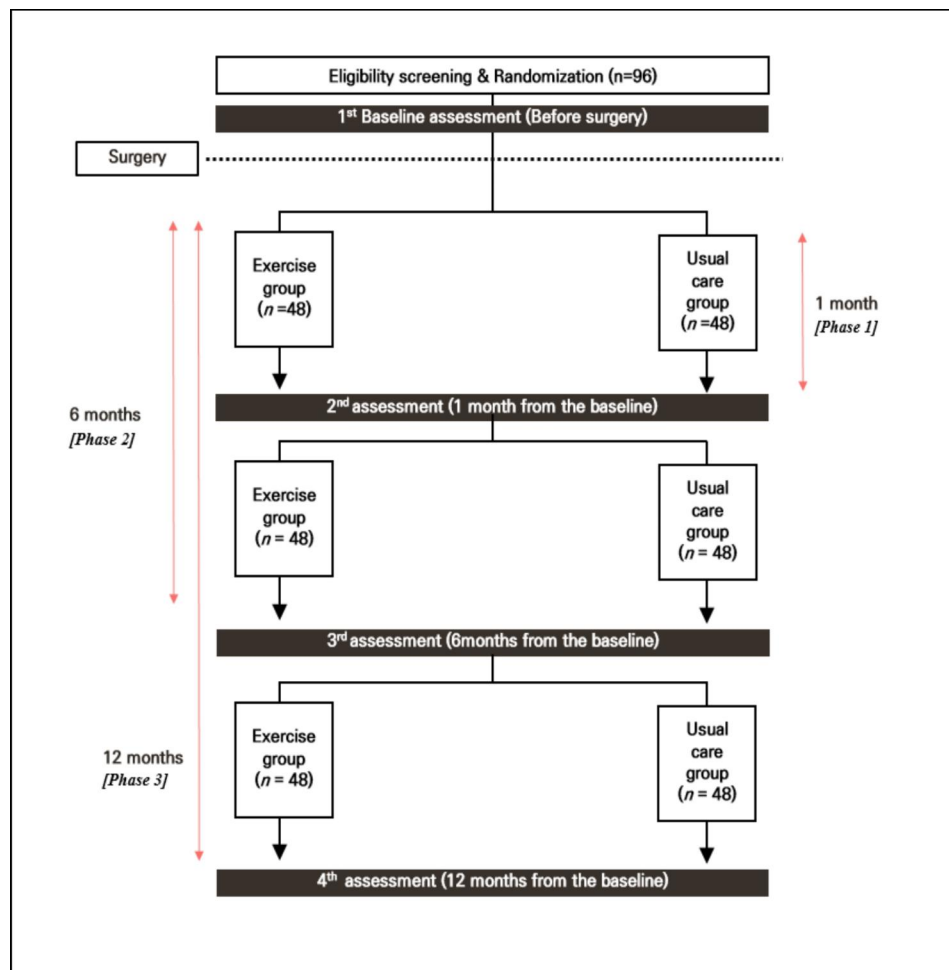 Eligibility screening & Randomization (n=96)
1st Baseline assessment (Before surgery)
Surgery
Exercise
group
(n =48)
Usual
care
group
(n =48)
1 month
[Phase 1]
2nd assessment (1 month from the baseline)
6 months
[Phase 2]
Exercise
group
(n = 48)
Usual
care
group
(n = 48)
3rd assessment (6months from the baseline)
Exercise
group
(n = 48)
Usual
care
group
(n = 48)
12 months
[Phase 3]
4th assessment (12 months from the baseline)